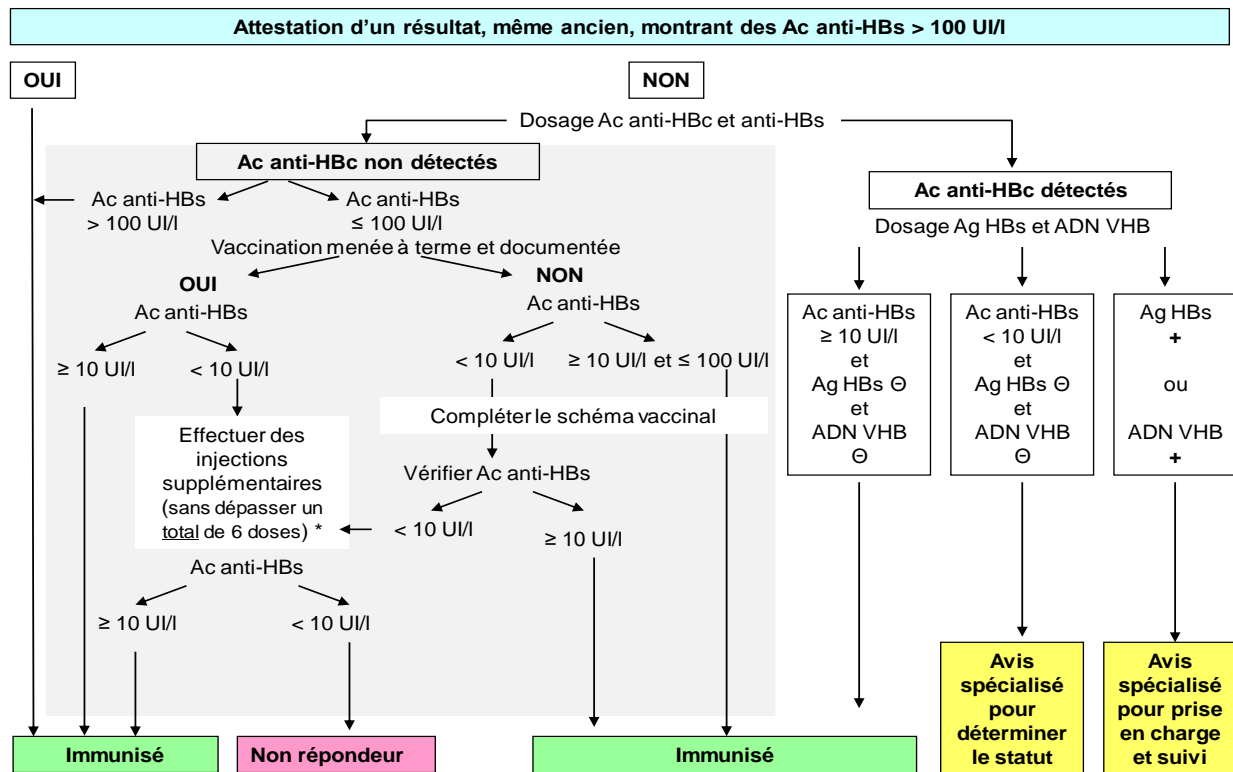 Attestation d'un résultat, même ancien, montrant des Ac anti-HBs > 100 UI/l
OUI
NON
Dosage Ac anti-HBc et anti-HBs
Ac anti-HBc non détectés
Ac anti-HBs
> 100 UI/l
Ac anti-HBs
≤ 100 UI/l
Vaccination menée à terme et documentée
OUI
Ac anti-HBs
NON
Ac anti-HBs
≥ 10 UI/l
< 10 UI/l
< 10 UI/l
≥ 10 UI/l et ≤ 100 UI/l
Effectuer des
injections
supplémentaires
(sans dépasser un
total de 6 doses) *
Compléter le schéma vaccinal
Vérifier Ac anti-HBs
< 10 UI/l
≥ 10 UI/l
Ac anti-HBs
≥ 10 UI/l
< 10 UI/l
Ac anti-HBc détectés
Dosage Ag HBs et ADN VHB
Ac anti-HBs
≥ 10 UI/l
et
Ag HBs Θ
et
ADN VHB
Θ
Ac anti-HBs
< 10 UI/l
et
Ag HBs Θ
et
ADN VHB
Θ
Ag HBs
+
ou
ADN VHB
+
Immunisé
Non répondeur
Immunisé
Avis
spécialisé
pour
déterminer
le statut
Avis
spécialisé
pour prise
en charge
et suivi